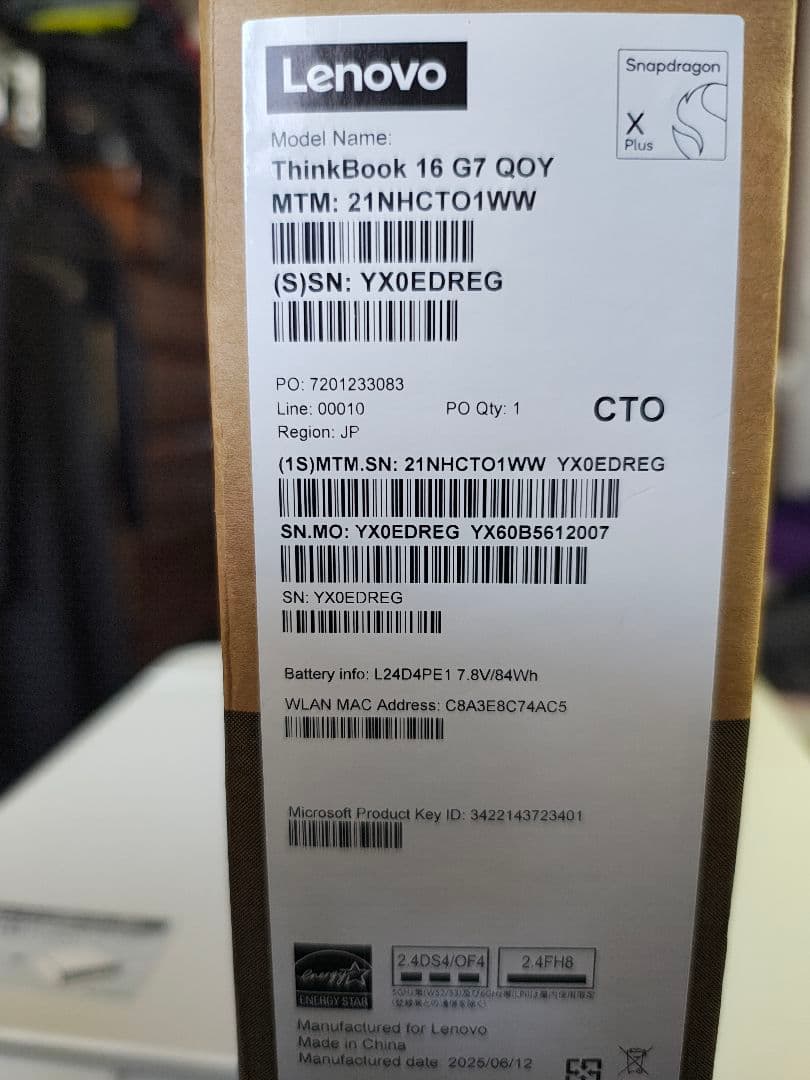 Lenovo
Snapdragon
X
Plus
Model Name:
ThinkBook 16 G7 QOY
MTM: 21NHCTO1WW
(S)SN: YX0EDREG
PO: 7201233083
Line: 00010 PO Qty: 1 CTO
Region: JP
(1S)MTM.SN: 21NHCTO1WW YX0EDREG
SN.MO: YX0EDREG YX60B5612007
SN: YX0EDREG
Battery info: L24D4PE1 7.8V/84Wh
WLAN MAC Address: C8A3E8C74AC5
Microsoft Product Key ID: 3422143723401
energy
ENERGY STAR
2.4DS4/OF4
2.4FH8
Manufactured for Lenovo
Made in China
Manufactured date 2025/06/12